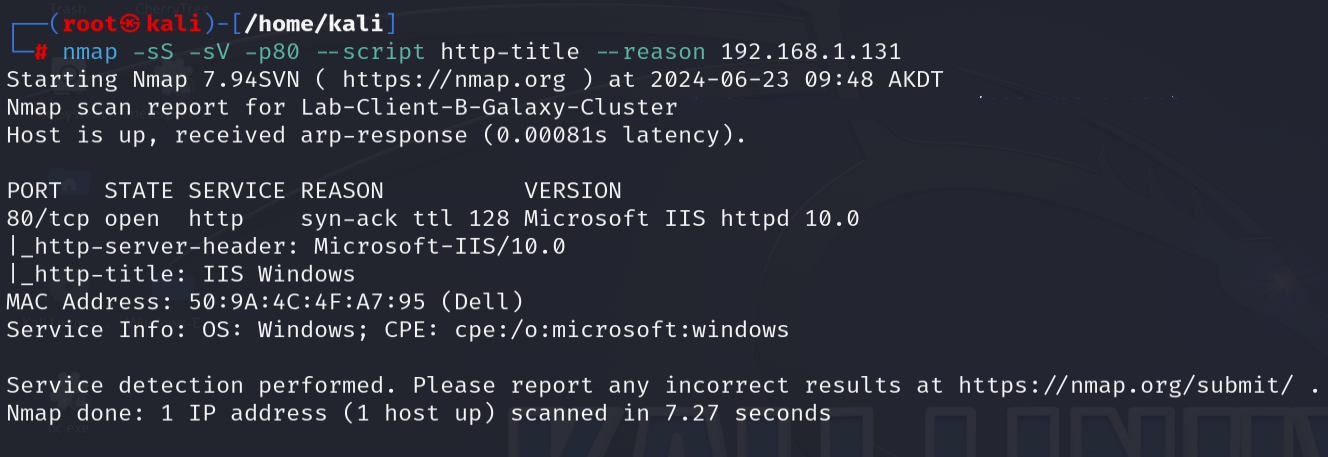 Trash CherryTree
┌──(root㉿kali)-[/home/kali]
└─# nmap -sS -sV -p80 --script http-title --reason 192.168.1.131
Starting Nmap 7.94SVN ( https://nmap.org ) at 2024-06-23 09:48 AKDT
Nmap scan report for Lab-Client-B-Galaxy-Cluster
Host is up, received arp-response (0.00081s latency).
PORT   STATE SERVICE REASON          VERSION
80/tcp open  http    syn-ack ttl 128 Microsoft IIS httpd 10.0
|_http-server-header: Microsoft-IIS/10.0
|_http-title: IIS Windows
MAC Address: 50:9A:4C:4F:A7:95 (Dell)
Service Info: OS: Windows; CPE: cpe:/o:microsoft:windows
Service detection performed. Please report any incorrect results at https://nmap.org/submit/ .
Nmap done: 1 IP address (1 host up) scanned in 7.27 seconds
nc.exe
KALI LINUX